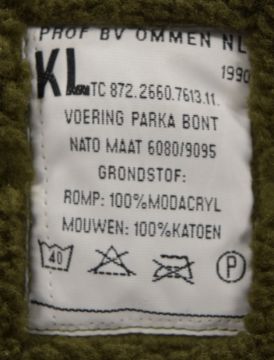 PROF BV OMMEN NL
KL 1990
TC 872.2660.7613.11.
VOERING PARKA BONT
NATO MAAT 6080/9095
GRONDSTOF:
ROMP: 100%MODACRYL
MOUWEN: 100%KATOEN
40 P